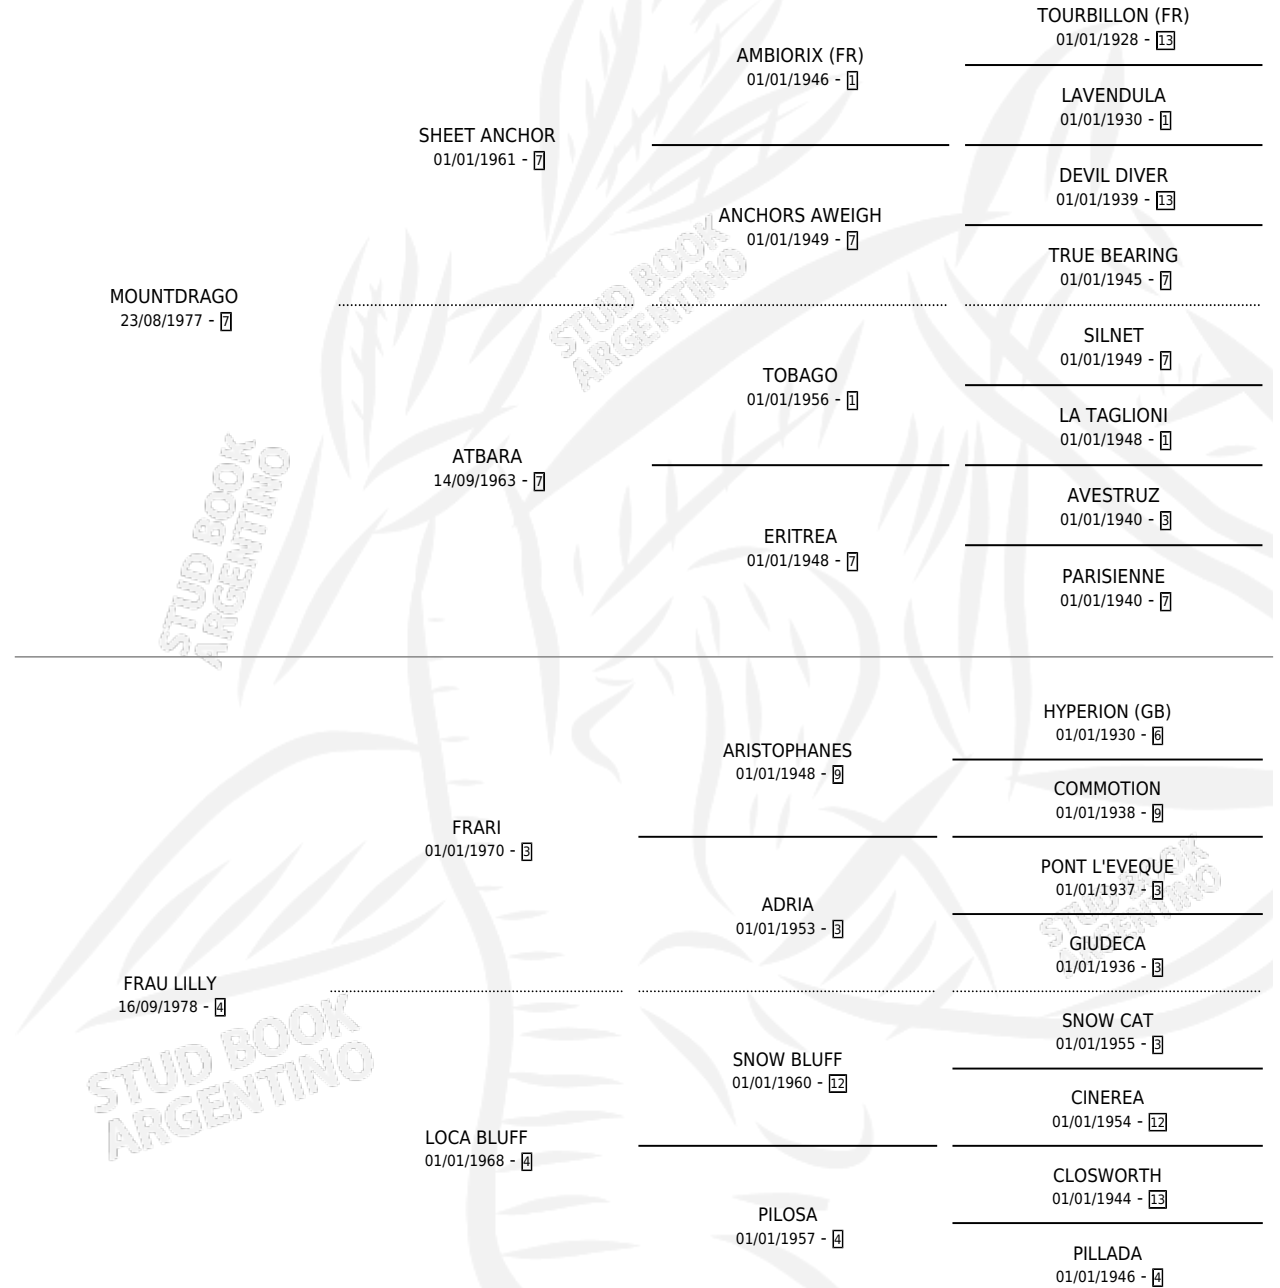 TOURBILLON (FR)
01/01/1928 - 13
AMBIORIX (FR)
01/01/1946 - 1
LAVENDULA
01/01/1930 - 1
SHEET ANCHOR
01/01/1961 - 7
DEVIL DIVER
01/01/1939 - 13
ANCHORS AWEIGH
01/01/1949 - 7
TRUE BEARING
01/01/1945 - 7
MOUNTDRAGO
23/08/1977 - 7
STUD BOOK
ARGENTINO
SILNET
01/01/1949 - 7
TOBAGO
01/01/1956 - 1
LA TAGLIONI
01/01/1948 - 1
ATBARA
14/09/1963 - 7
AVESTRUZ
01/01/1940 - 3
ERITREA
01/01/1948 - 7
PARISIENNE
01/01/1940 - 7
STUD BOOK
ARGENTINO
HYPERION (GB)
01/01/1930 - 6
ARISTOPHANES
01/01/1948 - 9
COMMOTION
01/01/1938 - 9
FRARI
01/01/1970 - 3
PONT L'EVEQUE
01/01/1937 - 3
ADRIA
01/01/1953 - 3
STUD BOOK
ARGENTINO
GIUDECA
01/01/1936 - 3
FRAU LILLY
16/09/1978 - 4
SNOW CAT
01/01/1955 - 3
SNOW BLUFF
01/01/1960 - 12
CINEREA
01/01/1954 - 12
STUD BOOK
ARGENTINO
LOCA BLUFF
01/01/1968 - 4
CLOSWORTH
01/01/1944 - 13
PILOSA
01/01/1957 - 4
PILLADA
01/01/1946 - 4